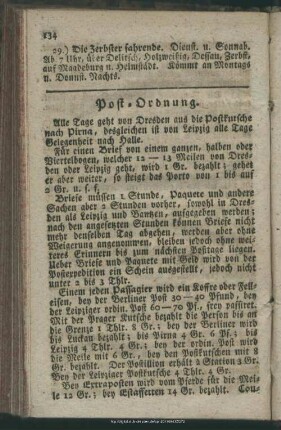 134
29.) Die Zerbster fahrende. Dienst. u. Sonnab.
Ab 7 Uhr, über Delitsch, Holzweißig, Dessau, Zerbst,
auf Magdeburg u. Helmstädt. Kommt an Montags
u. Donnst. Nachts.
Post-Ordnung.
Alle Tage geht von Dresden aus die Postkutsche
nach Pirna, desgleichen ist von Leipzig alle Tage
Gelegenheit nach Halle.
Für einen Brief von einem ganzen, halben oder
Viertelbogen, welcher 12 — 13 Meilen von Dres-
den oder Leipzig geht, wird 1 Gr. bezahlt; gehet
er aber weiter, so steigt das Porto von 1 bis auf
2 Gr. u. s. f.
Briefe müssen 1 Stunde, Paquete und andere
Sachen aber 2 Stunden vorher, sowohl in Dres-
den als Leipzig und Bautzen, aufgegeben werden;
nach den angesetzten Stunden können Briefe nicht
mehr denselben Tag abgehen, werden aber ohne
Weigerung angenommen, bleiben jedoch ohne wei-
teres Erinnern bis zum nächsten Posttage liegen.
Ueber Briefe und Paquete mit Geld wird von der
Postexpedition ein Schein ausgestellt, jedoch nicht
unter 2 bis 3 Thlr.
Einem jeden Passagier wird ein Koffer oder Fell-
eisen, bey der Berliner Post 30 — 40 Pfund, bey
der Leipziger ordin. Post 60 — 70 Pf., frey passiret.
Mit der Prager Kutsche bezahlt die Person bis an
die Grenze 1 Thlr. 8 Gr.; bey der Berliner wird
bis Luckau bezahlt; bis Pirna 4 Gr. 6 Pf.; bis
Leipzig 4 Thlr. 4 Gr.; bey der ordin. Post wird
die Meile mit 6 Gr., bey den Postkutschen mit 8
Gr. bezahlt. Der Postillion erhält à Station 3 Gr.
Bey der Leipziger Postkutsche 4 Thlr. 4 Gr.
Bey Extraposten wird vom Pferde für die Mei-
le 12 Gr.; bey Estaffetten 14 Gr. bezahlt. Cou-